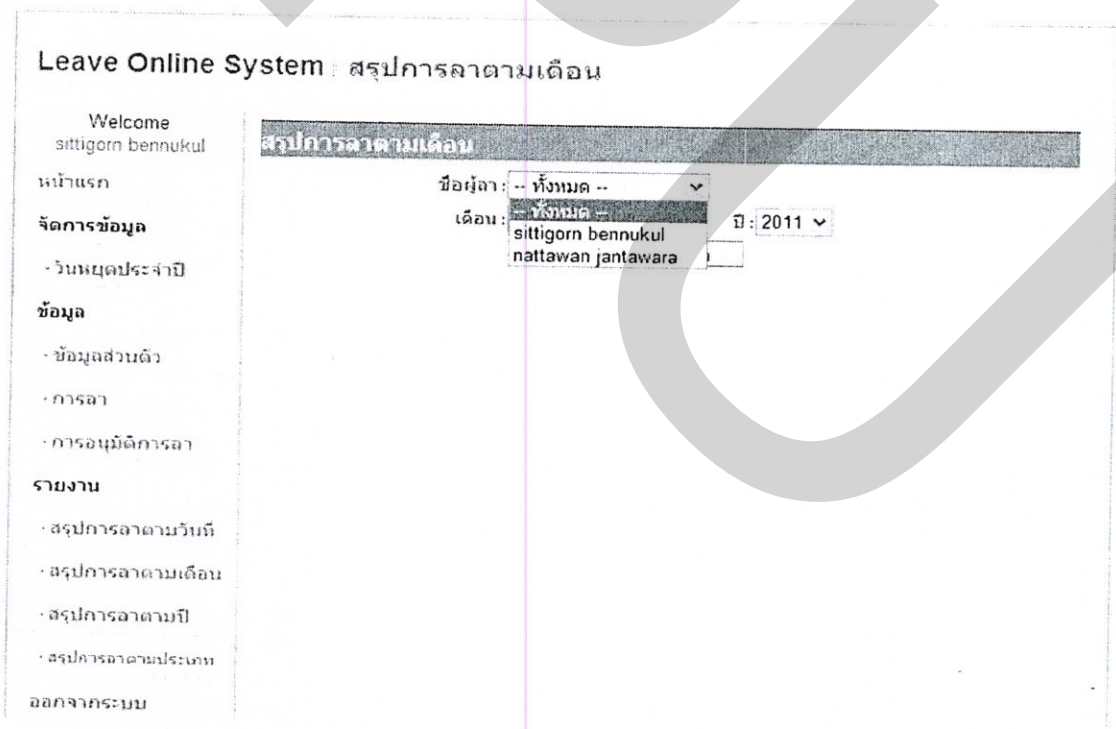 Leave Online System : สรุปการลาตามเดือน
Welcome
sittigorn bennukul
หน้าแรก
จัดการข้อมูล
· วันหยุดประจำปี
ข้อมูล
· ข้อมูลส่วนตัว
· การลา
· การอนุมัติการลา
รายงาน
· สรุปการลาตามวันที่
· สรุปการลาตามเดือน
· สรุปการลาตามปี
· สรุปการลาตามประเภท
ออกจากระบบ
สรุปการลาตามเดือน
ชื่อผู้ลา : -- ทั้งหมด --
เดือน : -- ทั้งหมด -- ปี : 2011
sittigorn bennukul
nattawan jantawara